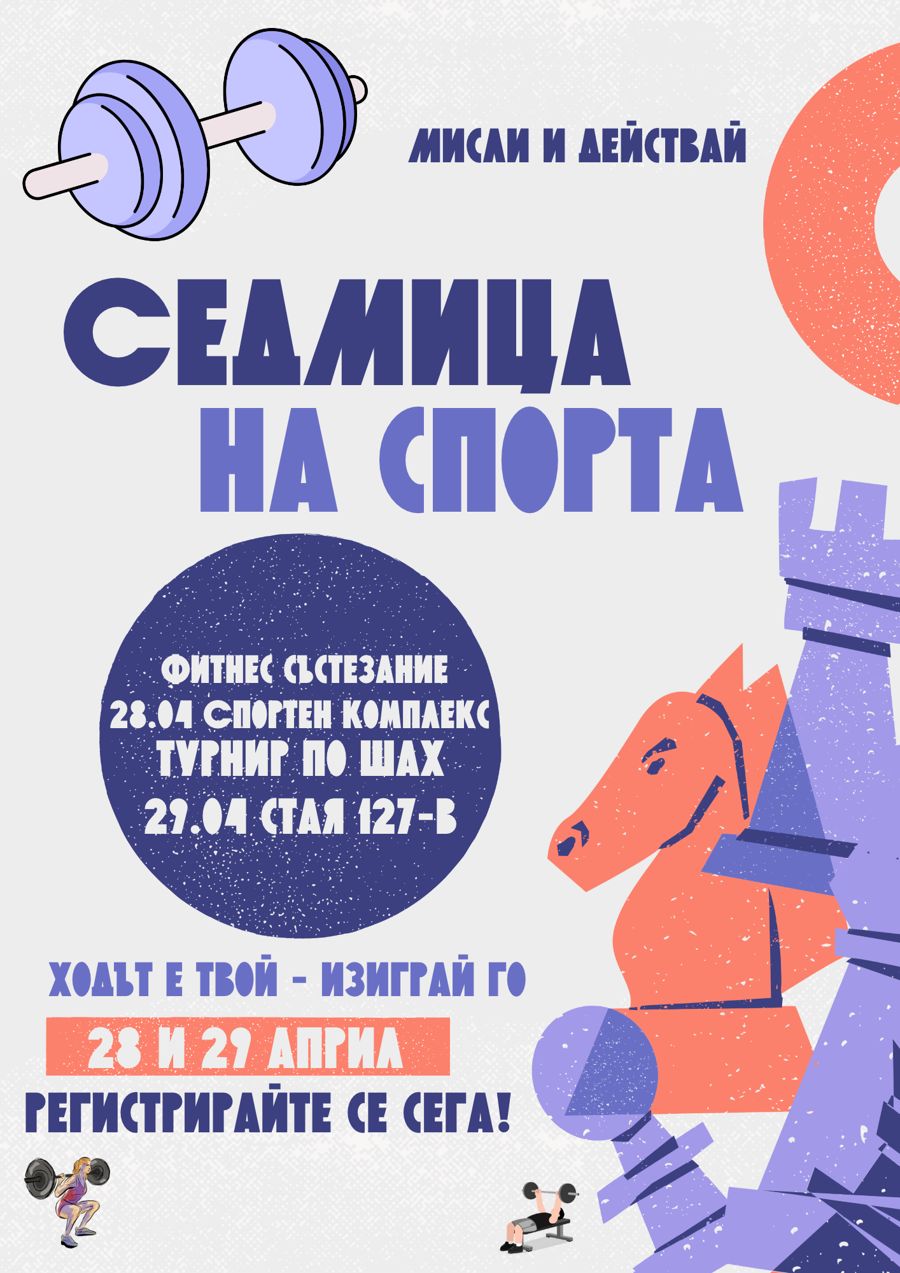 МИСЛИ И ДЕЙСТВАЙ
СЕДМИЦА
НА СПОРТА
ФИТНЕС СЪСТЕЗАНИЕ
28.04 СПОРТЕН КОМПЛЕКС
ТУРНИР ПО ШАХ
29.04 СТАЯ 127-В
ХОДЪТ Е ТВОЙ - ИЗИГРАЙ ГО
28 И 29 АПРИЛ
РЕГИСТРИРАЙТЕ СЕ СЕГА!